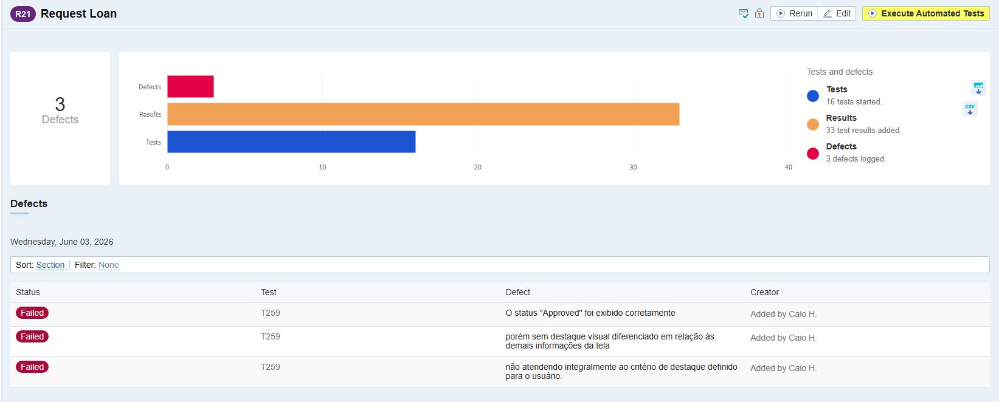 R21 Request Loan
Rerun Edit Execute Automated Tests
3
Defects
Defects
Results
Tests
0 10 20 30 40
Tests and defects:
Tests
16 tests started.
Results
33 test results added.
Defects
3 defects logged.
CSV
Defects
Wednesday, June 03, 2026
Sort: Section Filter: None
Status Test Defect Creator
Failed T259 O status "Approved" foi exibido corretamente Added by Caio H.
Failed T259 porém sem destaque visual diferenciado em relação às Added by Caio H.
demais informações da tela
Failed T259 não atendendo integralmente ao critério de destaque definido Added by Caio H.
para o usuário.